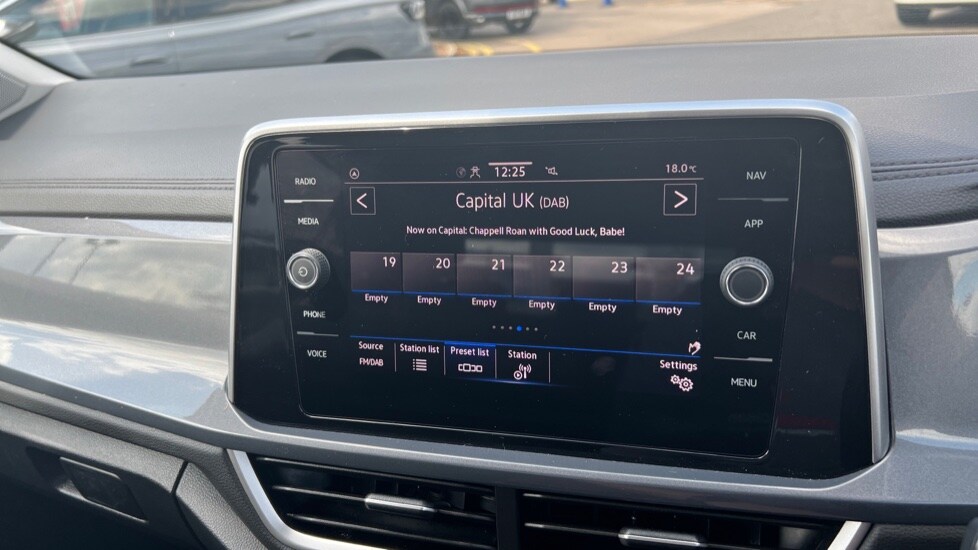 12:25
18.0°C
RADIO
MEDIA
PHONE
VOICE
NAV
APP
CAR
MENU
< Capital UK (DAB) >
Now on Capital: Chappell Roan with Good Luck, Babe!
19 20 21 22 23 24
Empty Empty Empty Empty Empty Empty
Source Station list Preset list Station Settings
FM/DAB